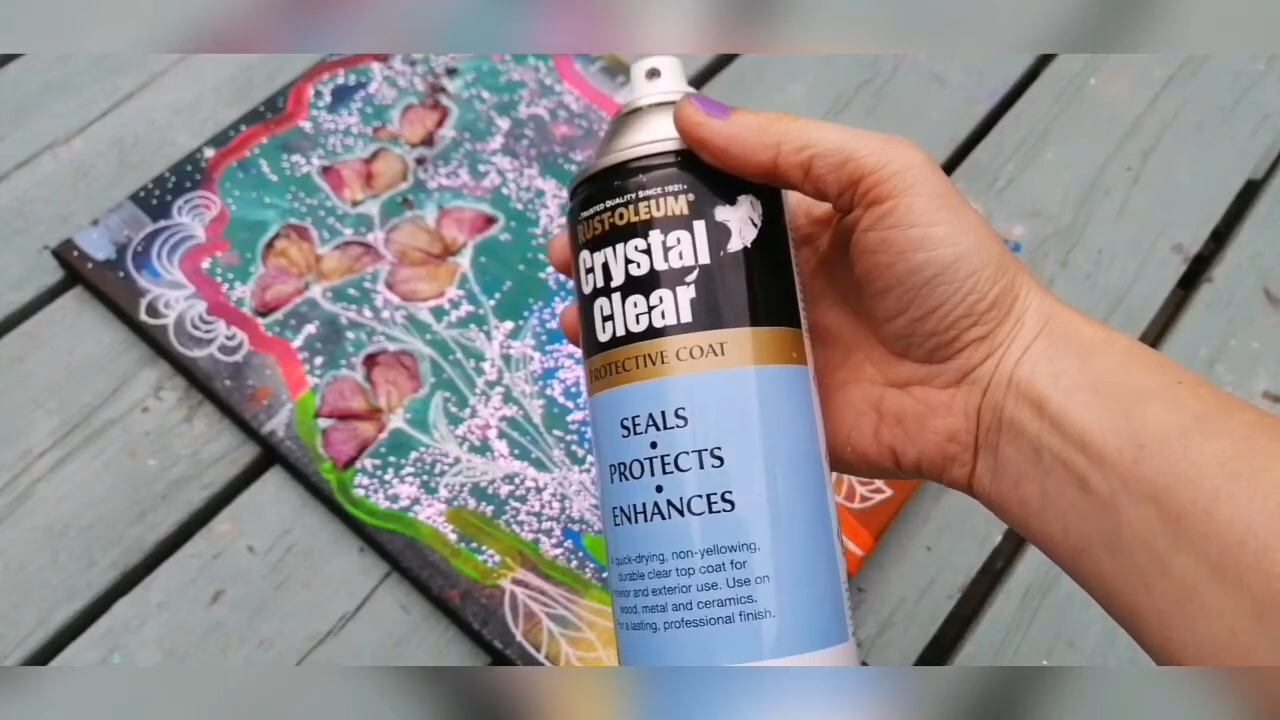 TRUSTED QUALITY SINCE 1921
RUST-OLEUM®
Crystal
Clear
PROTECTIVE COAT
SEALS
•
PROTECTS
•
ENHANCES
quick-drying, non-yellowing,
durable clear top coat for
and exterior use. Use on
wood, metal and ceramics.
a lasting, professional finish.